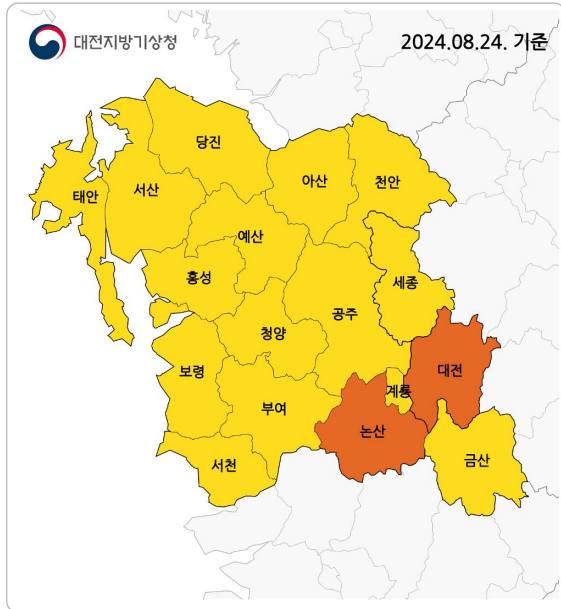 대전지방기상청
2024.08.24. 기준
당진
아산
천안
태안
서산
예산
홍성
세종
공주
청양
보령
대전
계룡
부여
논산
서천
금산